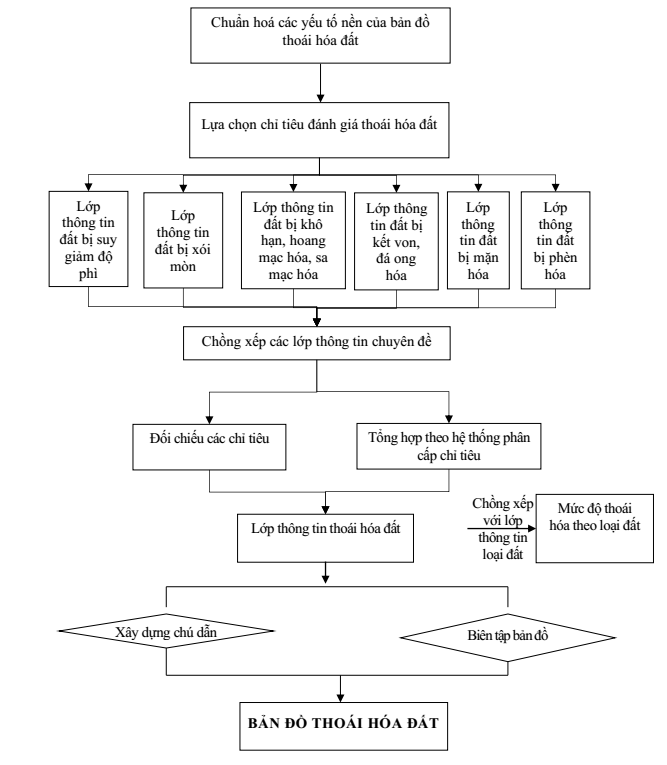 Chuẩn hoá các yếu tố nền của bản đồ
thoái hóa đất
Lựa chọn chỉ tiêu đánh giá thoái hóa đất
Lớp
thông tin
đất bị suy
giảm độ
phì
Lớp
thông tin
đất bị xói
mòn
Lớp thông tin
đất bị khô
hạn, hoang
mạc hóa, sa
mạc hóa
Lớp thông tin
đất bị
kết von,
đá ong
hóa
Lớp
thông
tin đất
bị mặn
hóa
Lớp
thông
tin đất
bị phèn
hóa
Chồng xếp các lớp thông tin chuyên đề
Đối chiếu các chỉ tiêu
Tổng hợp theo hệ thống phân
cấp chỉ tiêu
Lớp thông tin thoái hóa đất
Chồng xếp
với lớp
thông tin
loại đất
Mức độ thoái
hóa theo loại đất
Xây dựng chú dẫn
Biên tập bản đồ
BẢN ĐÒ THOÁI HÓA ĐẤT